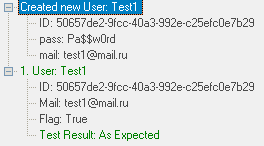 Created new User: Test1
ID: 50657de2-9fcc-40a3-992e-c25efc0e7b29
pass: Pa$$w0rd
mail: test1@mail.ru
1. User: Test1
ID: 50657de2-9fcc-40a3-992e-c25efc0e7b29
Mail: test1@mail.ru
Flag: True
Test Result: As Expected